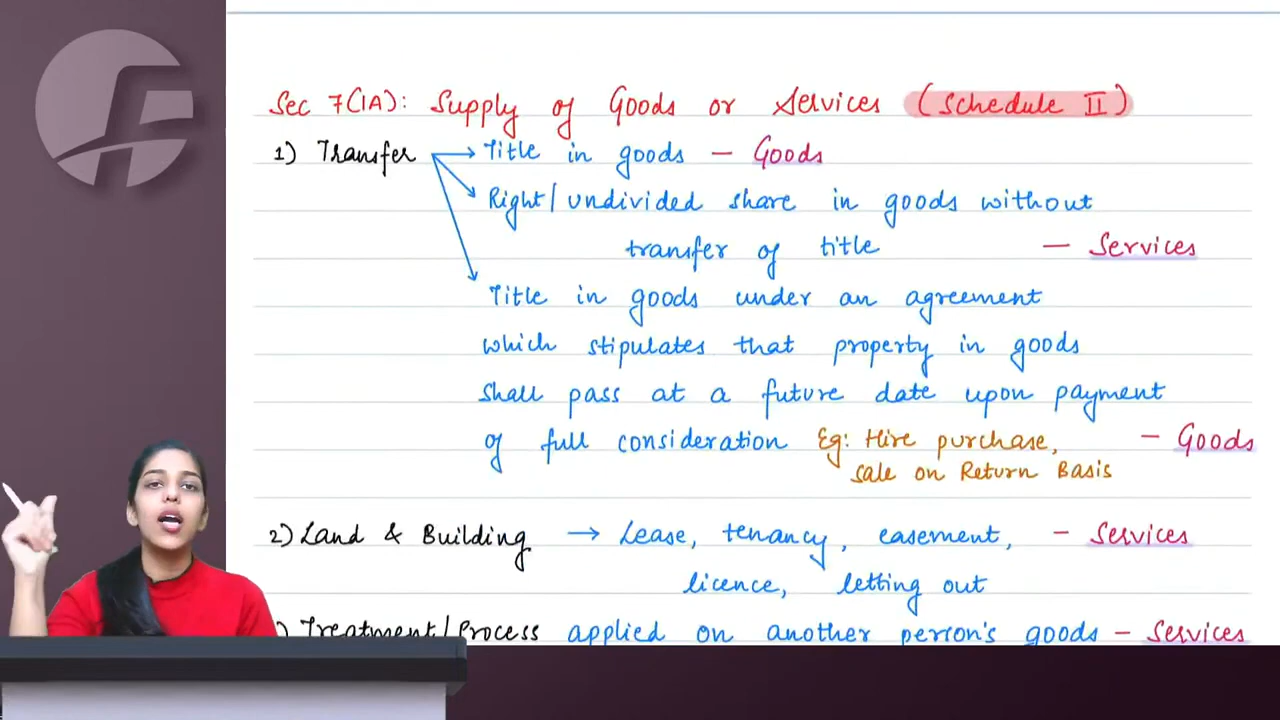 Sec 7(1A): Supply of Goods or Services (Schedule II)
1) Transfer → Title in goods — Goods
Right/undivided share in goods without
transfer of title — Services
Title in goods under an agreement
which stipulates that property in goods
shall pass at a future date upon payment
of full consideration Eg: Hire purchase, — Goods
sale on Return Basis
2) Land & Building → Lease, tenancy, easement, — Services
licence, letting out
) Treatment/Process applied on another person's goods — Services